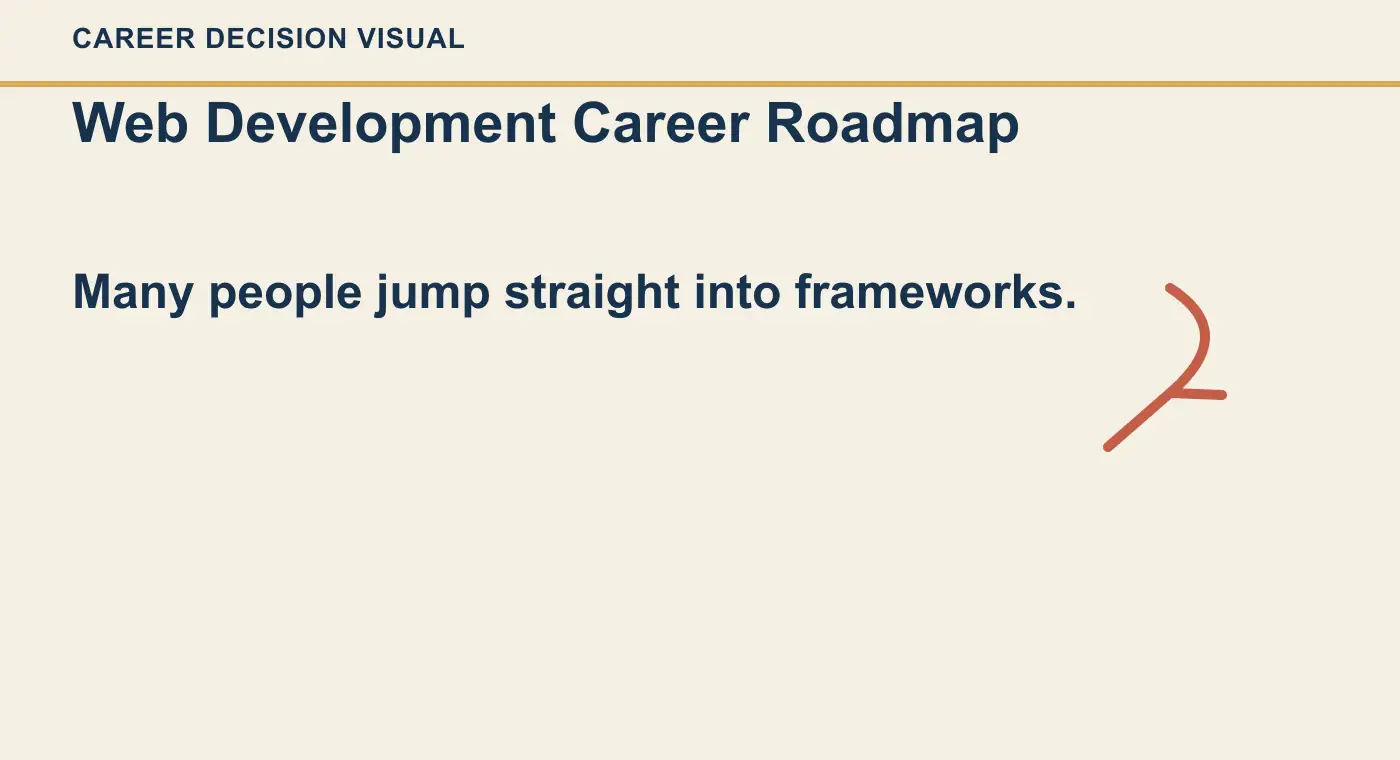 CAREER DECISION VISUAL
Web Development Career Roadmap
Many people jump straight into frameworks.